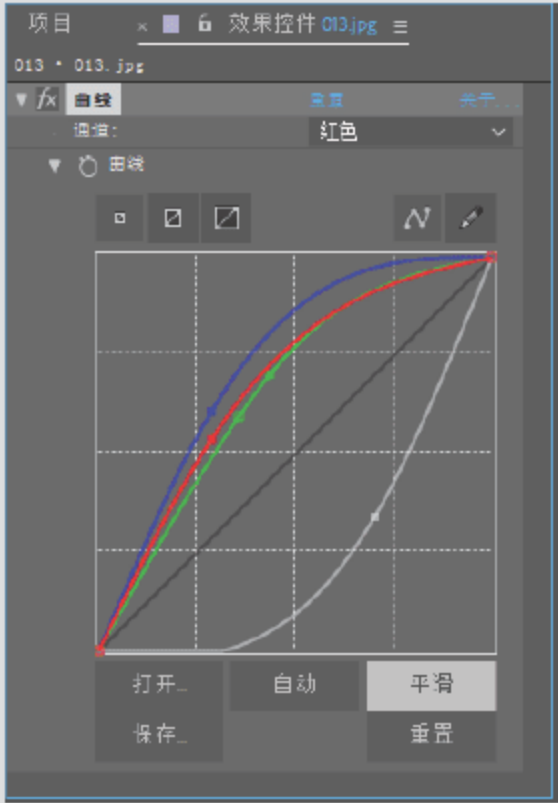 项目 × 效果控件 013.jpg ≡
013 • 013.jpg
fx 曲线 重置 关于...
通道: 红色
曲线
打开... 自动 平滑
保存... 重置